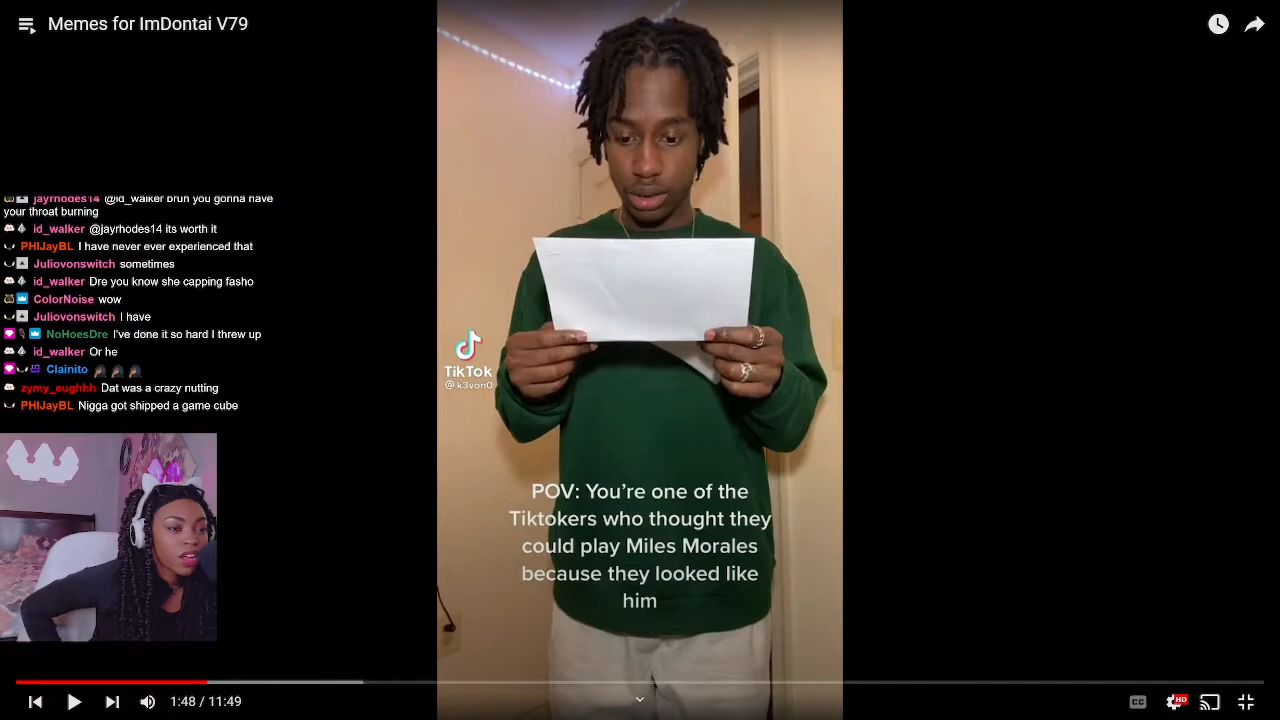 Memes for ImDontai V79
jayrhodes14 @id_walker bruh you gonna have
your throat burning
id_walker @jayrhodes14 its worth it
PHIJayBL I have never ever experienced that
Juliovonswitch sometimes
id_walker Dre you know she capping fasho
ColorNoise wow
Juliovonswitch I have
NoHoesDre I've done it so hard I threw up
id_walker Or he
Clainito
zymy_eughhh Dat was a crazy nutting
PHIJayBL Nigga got shipped a game cube
TikTok
@k3von0
POV: You're one of the
Tiktokers who thought they
could play Miles Morales
because they looked like
him
1:48 / 11:49
CC
HD